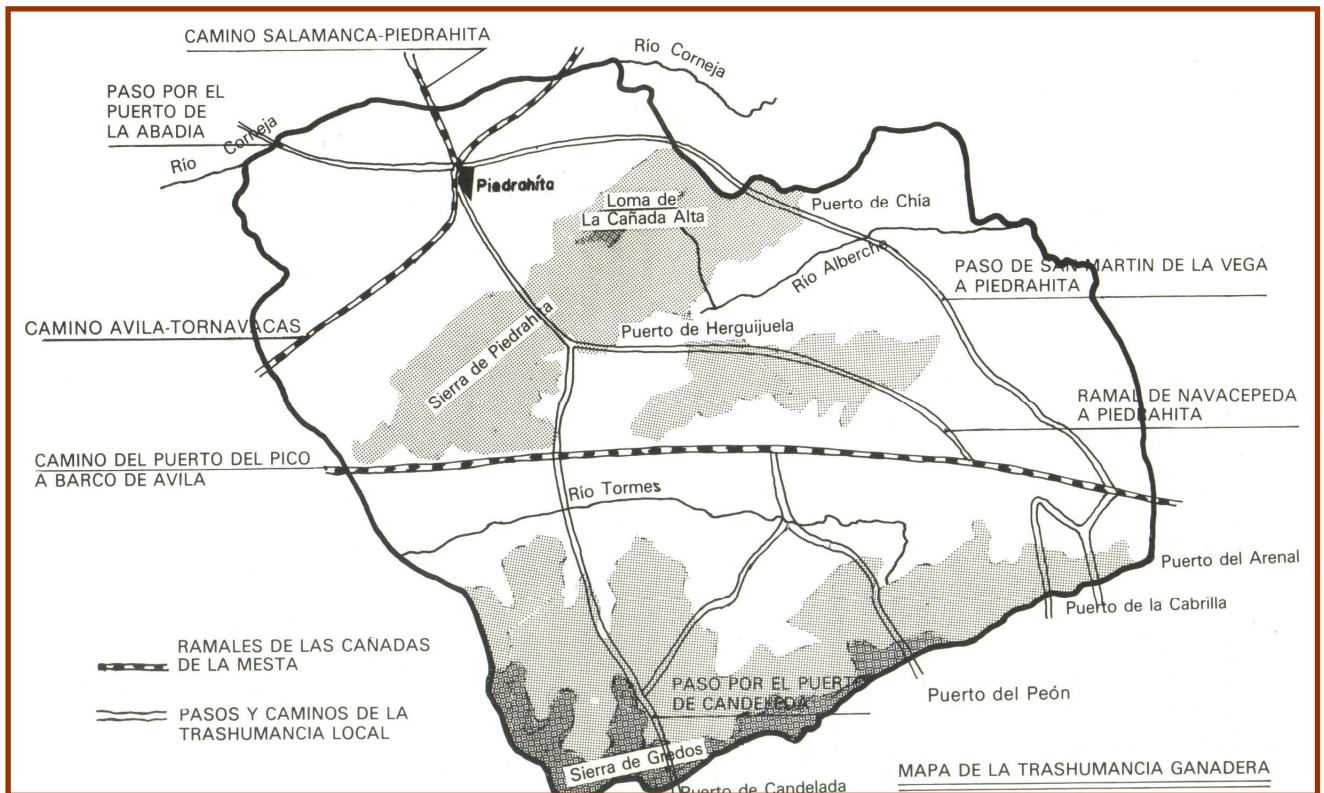 CAMINO SALAMANCA-PIEDRAHITA
Río Corneja
PASO POR EL
PUERTO DE
LA ABADIA
Río Corneja
Piedrahíta
Loma de
La Cañada Alta
Puerto de Chía
Río Alberche
PASO DE SAN MARTIN DE LA VEGA
A PIEDRAHITA
CAMINO AVILA-TORNAVACAS
Sierra de Piedrahita
Puerto de Herguijuela
RAMAL DE NAVACEPEDA
A PIEDRAHITA
CAMINO DEL PUERTO DEL PICO
A BARCO DE AVILA
Río Tormes
Puerto del Arenal
Puerto de la Cabrilla
RAMALES DE LAS CAÑADAS
DE LA MESTA
PASO POR EL PUERTO
DE CANDELEDA
Puerto del Peón
PASOS Y CAMINOS DE LA
TRASHUMANCIA LOCAL
Sierra de Gredos
Puerto de Candelada
MAPA DE LA TRASHUMANCIA GANADERA